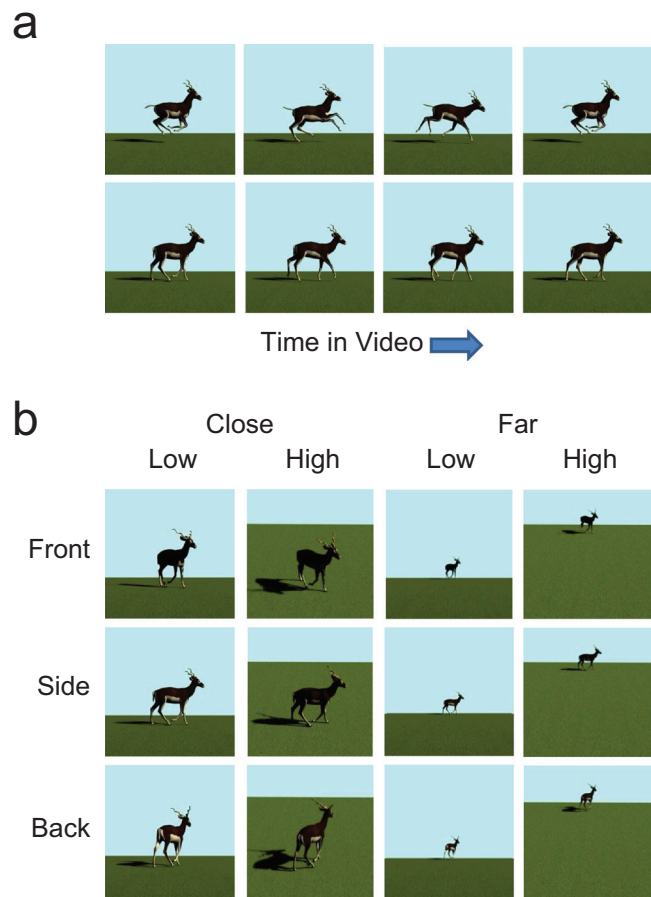 a
Time in Video
b
Close Far
Low High Low High
Front
Side
Back